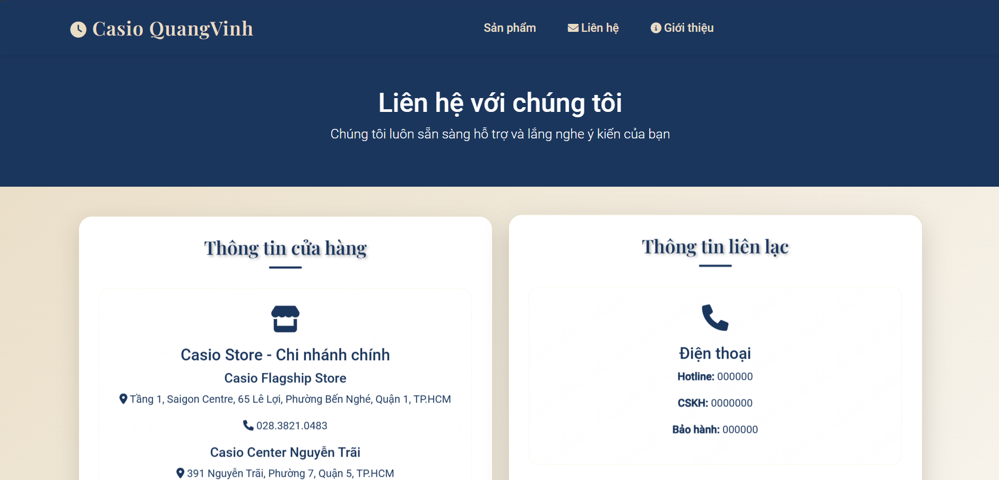 Casio QuangVinh
Sản phẩm
Liên hệ
Giới thiệu
Liên hệ với chúng tôi
Chúng tôi luôn sẵn sàng hỗ trợ và lắng nghe ý kiến của bạn
Thông tin cửa hàng
Casio Store - Chi nhánh chính
Casio Flagship Store
Tầng 1, Saigon Centre, 65 Lê Lợi, Phường Bến Nghé, Quận 1, TP.HCM
028.3821.0483
Casio Center Nguyễn Trãi
391 Nguyễn Trãi, Phường 7, Quận 5, TP.HCM
Thông tin liên lạc
Điện thoại
Hotline: 000000
CSKH: 0000000
Bảo hành: 000000